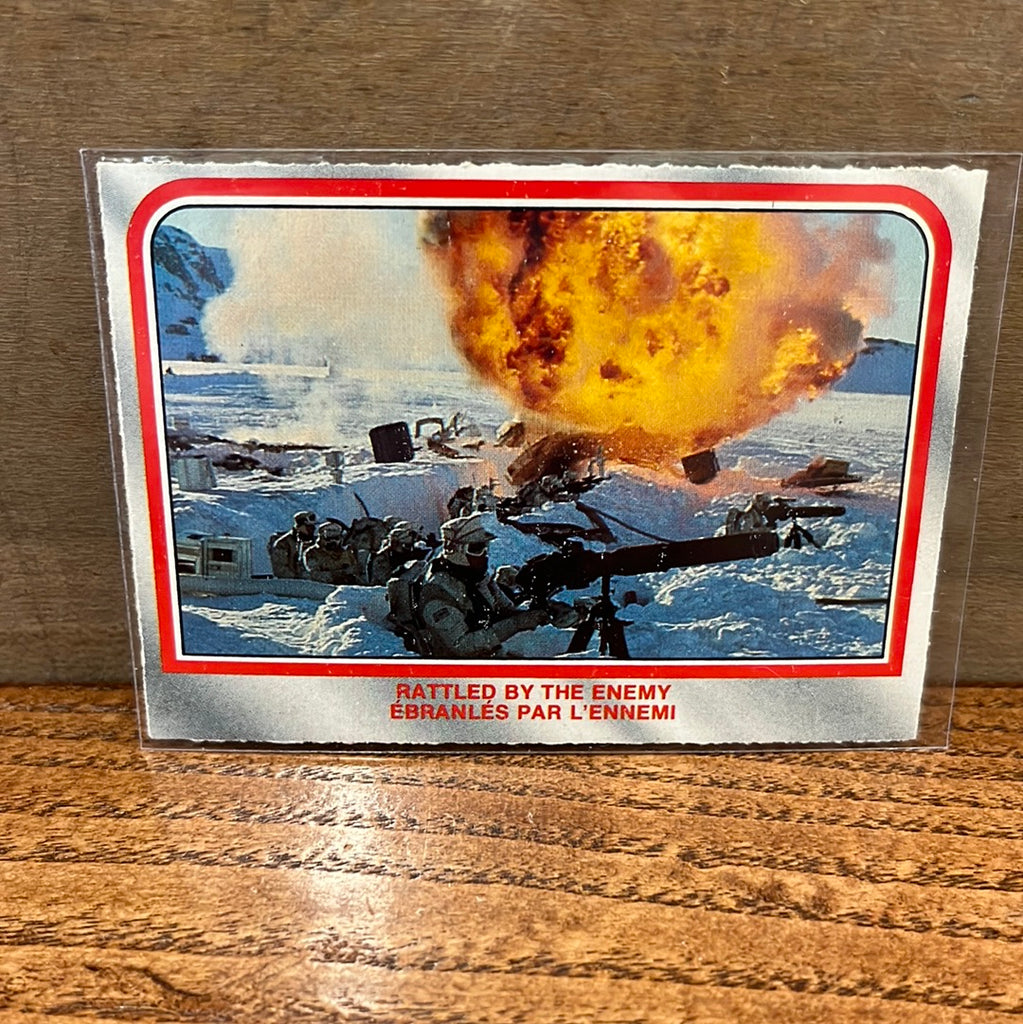 RATTLED BY THE ENEMY
ÉBRANLÉS PAR L'ENNEMI